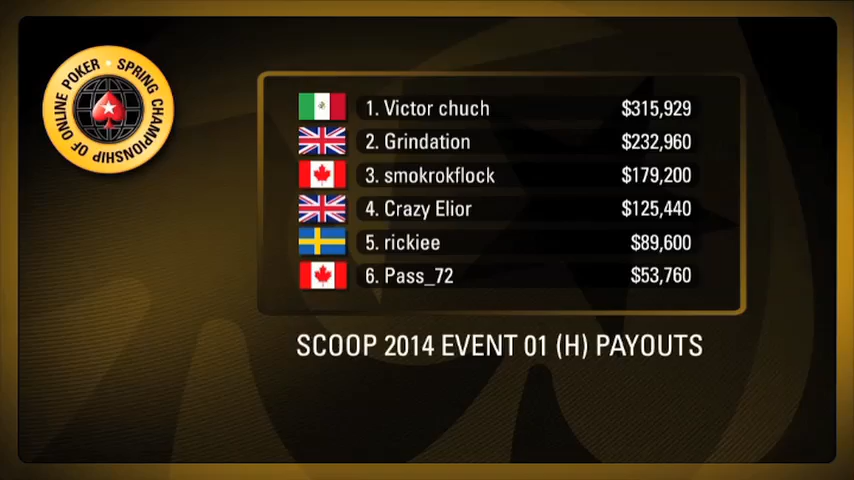 SPRING CHAMPIONSHIP OF ONLINE POKER
1. Victor chuch $315,929
2. Grindation $232,960
3. smokrokflock $179,200
4. Crazy Elior $125,440
5. rickiee $89,600
6. Pass_72 $53,760
SCOOP 2014 EVENT 01 (H) PAYOUTS